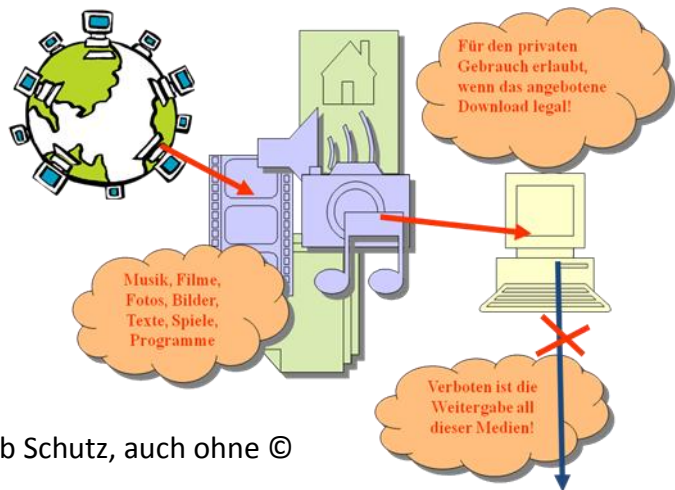 Für den privaten
Gebrauch erlaubt,
wenn das angebotene
Download legal!
Musik, Filme,
Fotos, Bilder,
Texte, Spiele,
Programme
Verboten ist die
Weitergabe all
dieser Medien!
b Schutz, auch ohne ©